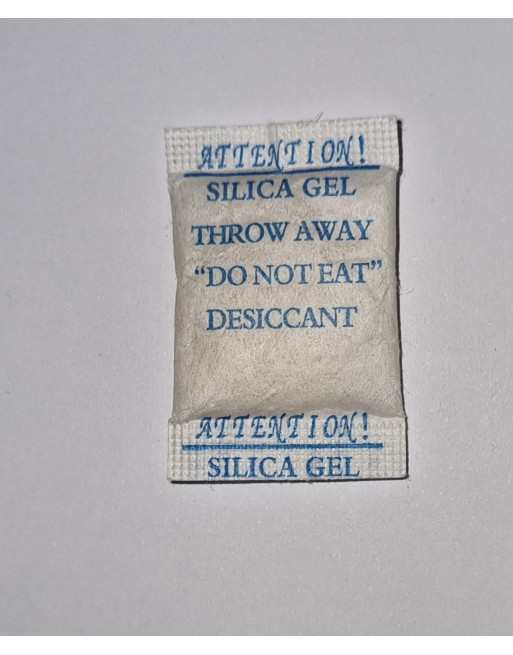 ATTENTION!
SILICA GEL
THROW AWAY
“DO NOT EAT”
DESICCANT
ATTENTION!
SILICA GEL